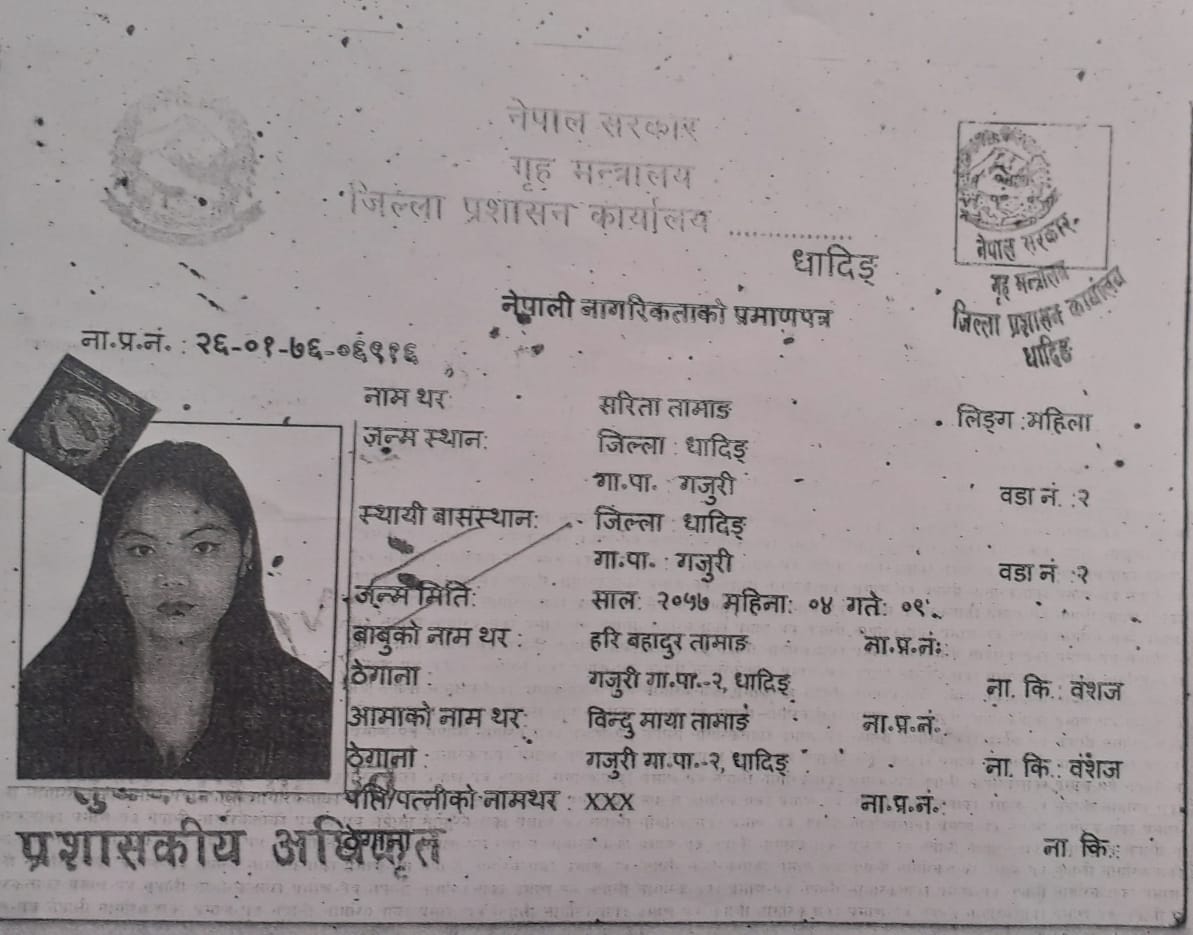 नेपाल सरकार
गृह मन्त्रालय
जिल्ला प्रशासन कार्यालय ...............
धादिङ्
नेपाल सरकार
गृह मन्त्रालय
जिल्ला प्रशासन कार्यालय
धादिङ
नेपाली नागरिकताको प्रमाणपत्र
ना.प्र.नं. : २६-०१-७६-०६११६
नाम थर: सरिता तामाङ लिङ्ग :महिला
जन्म स्थान: जिल्ला : धादिङ्
गा.पा. : गजुरी वडा नं. :२
स्थायी बासस्थान: जिल्ला : धादिङ्
गा.पा. : गजुरी वडा नं. :२
जन्म मिति: साल: २०५७ महिना: ०४ गते: ०९
बाबुको नाम थर : हरि बहादुर तामाङ ना.प्र.नं:
ठेगाना : गजुरी गा.पा.-२, धादिङ् ना. कि.: वंशज
आमाको नाम थर: विन्दु माया तामाङ ना.प्र.नं.
ठेगाना : गजुरी गा.पा.-२, धादिङ् ना. कि.: वंशज
पति/पत्नीको नामथर : XXX ना.प्र.नं.
ठेगाना ना. कि.:
प्रशासकीय अधिकृत